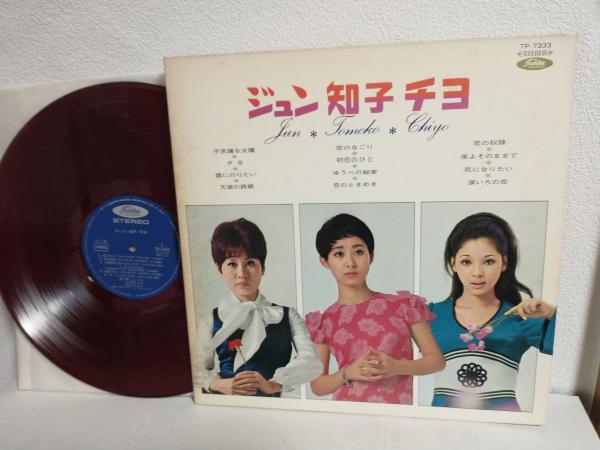 TP-7333
STEREO
Toshiba
ジュン 知子 チヨ
Jun * Tomoko * Chiyo
不思議な太陽
*
夕月
*
雲にのりたい
*
天使の誘惑
恋のなごり
*
初恋のひと
*
ゆうべの秘密
*
恋のときめき
恋の奴隷
*
夜よそのままで
*
花になりたい
*
涙いろの恋
STEREO